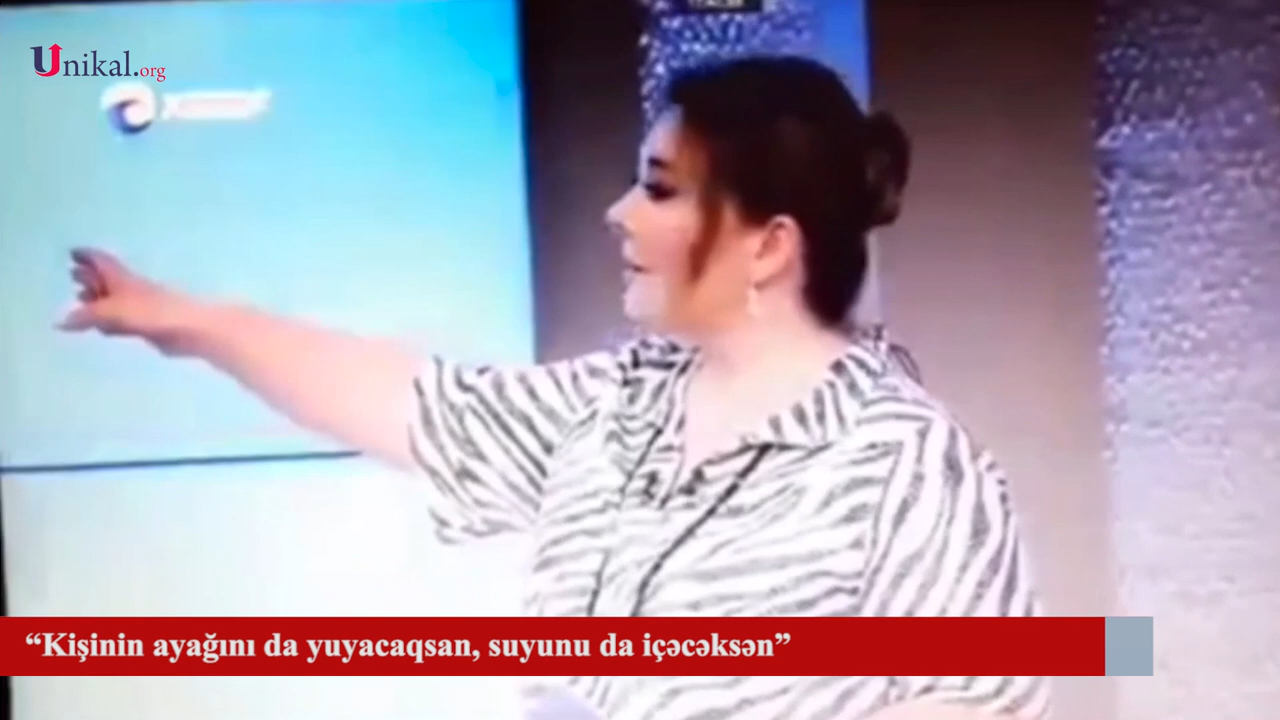 Unikal.org
“Kişinin ayağını da yuyacaqsan, suyunu da içəcəksən”